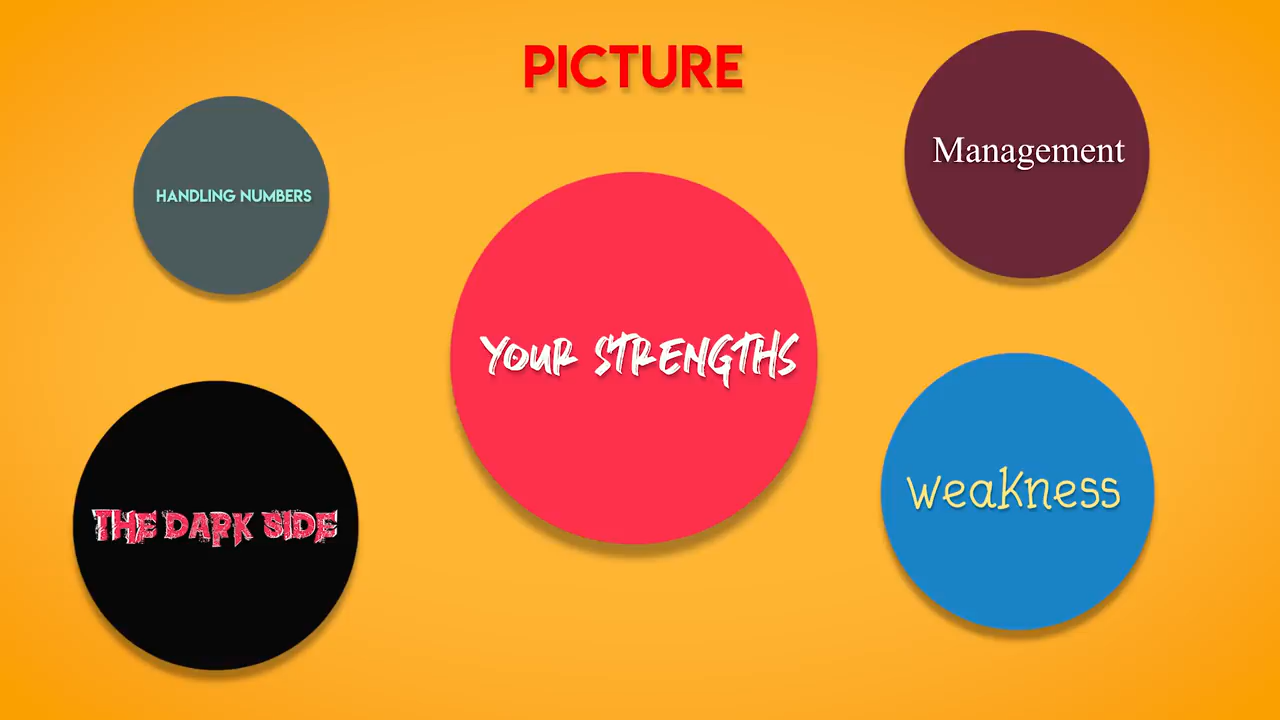 PICTURE
HANDLING NUMBERS
Management
YOUR STRENGTHS
THE DARK SIDE
weakness